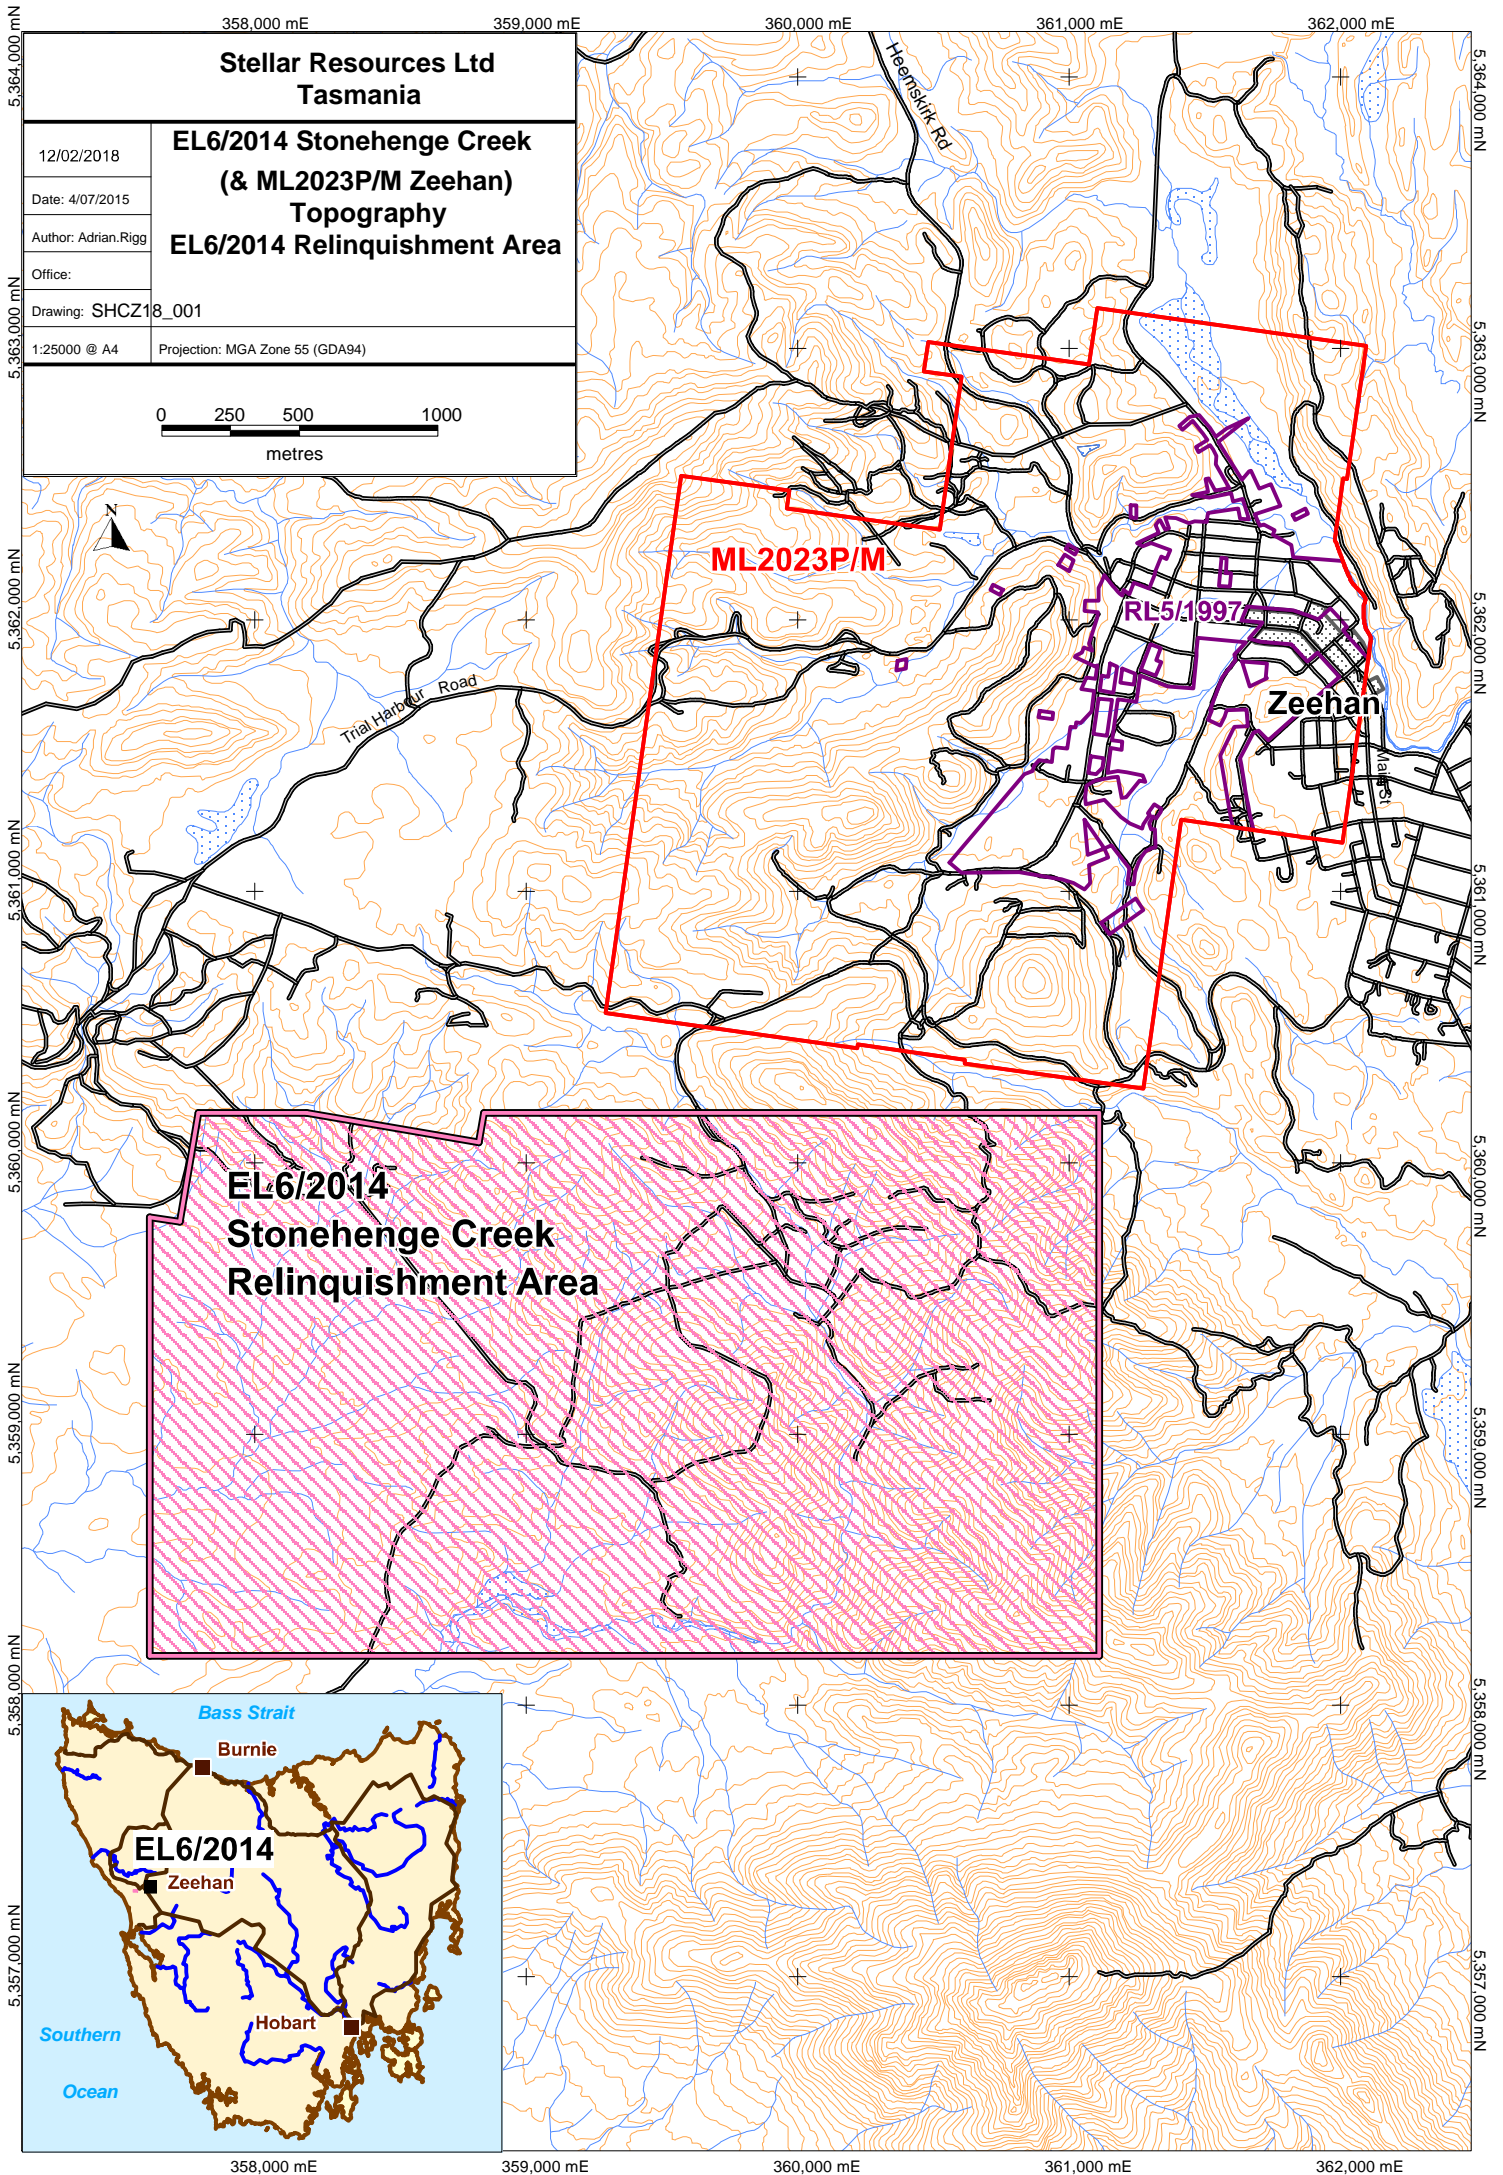 358,000 mE
359,000 mE
360,000 mE
361,000 mE
362,000 mE
5,364,000 mN
5,364,000 mN
Stellar Resources Ltd
Tasmania
12/02/2018
Date: 4/07/2015
Author: Adrian.Rigg
Office:
Drawing: SHCZ18_001
1:25000 @ A4
EL6/2014 Stonehenge Creek
(& ML2023P/M Zeehan)
Topography
EL6/2014 Relinquishment Area
Projection: MGA Zone 55 (GDA94)
0 250 500 1000
metres
N
Heemskirk Rd
5,363,000 mN
5,363,000 mN
ML2023P/M
RL5/1997
5,362,000 mN
5,362,000 mN
Trial Harbour Road
Zeehan
Main St
5,361,000 mN
5,361,000 mN
5,360,000 mN
5,360,000 mN
EL6/2014
Stonehenge Creek
Relinquishment Area
5,359,000 mN
5,359,000 mN
5,358,000 mN
5,358,000 mN
Bass Strait
Burnie
EL6/2014
Zeehan
Hobart
Southern
Ocean
5,357,000 mN
5,357,000 mN
358,000 mE
359,000 mE
360,000 mE
361,000 mE
362,000 mE